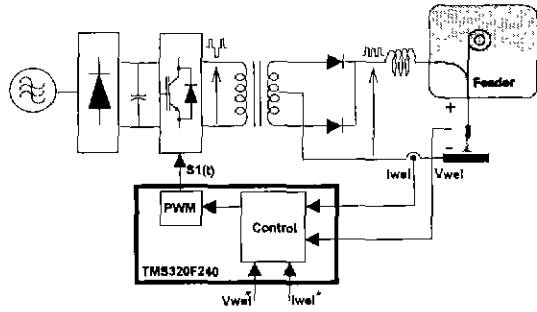 Feeder
+
-
-
Iwel Vwel
S1(t)
PWM
Control
TMS320F240
Vwel* Iwel*